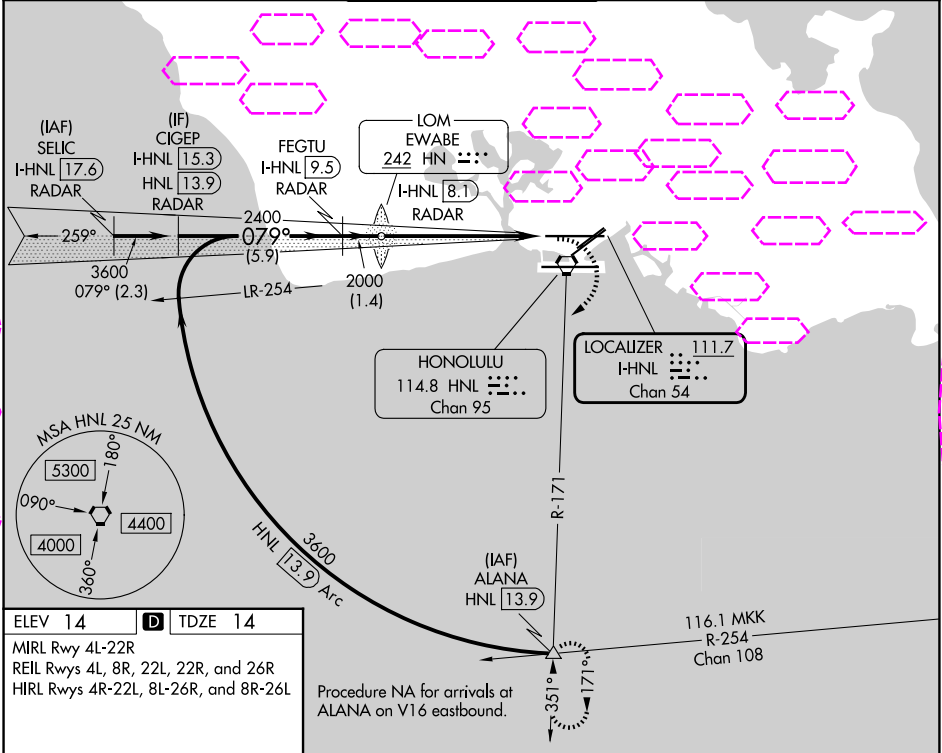 (IAF)
SELIC
I-HNL 17.6
RADAR
(IF)
CIGEP
I-HNL 15.3
HNL 13.9
RADAR
FEGTU
I-HNL 9.5
RADAR
LOM
EWABE
242 HN
I-HNL 8.1
RADAR
2400
259°
079°
(5.9)
3600
079° (2.3)
LR-254
2000
(1.4)
HONOLULU
114.8 HNL
Chan 95
LOCALIZER 111.7
I-HNL
Chan 54
MSA HNL 25 NM
5300
180°
090°
4400
4000
360°
R-171
3600
HNL 13.9 Arc
(IAF)
ALANA
HNL 13.9
116.1 MKK
R-254
Chan 108
351°
171°
Procedure NA for arrivals at
ALANA on V16 eastbound.
ELEV 14 D TDZE 14
MIRL Rwy 4L-22R
REIL Rwys 4L, 8R, 22L, 22R, and 26R
HIRL Rwys 4R-22L, 8L-26R, and 8R-26L